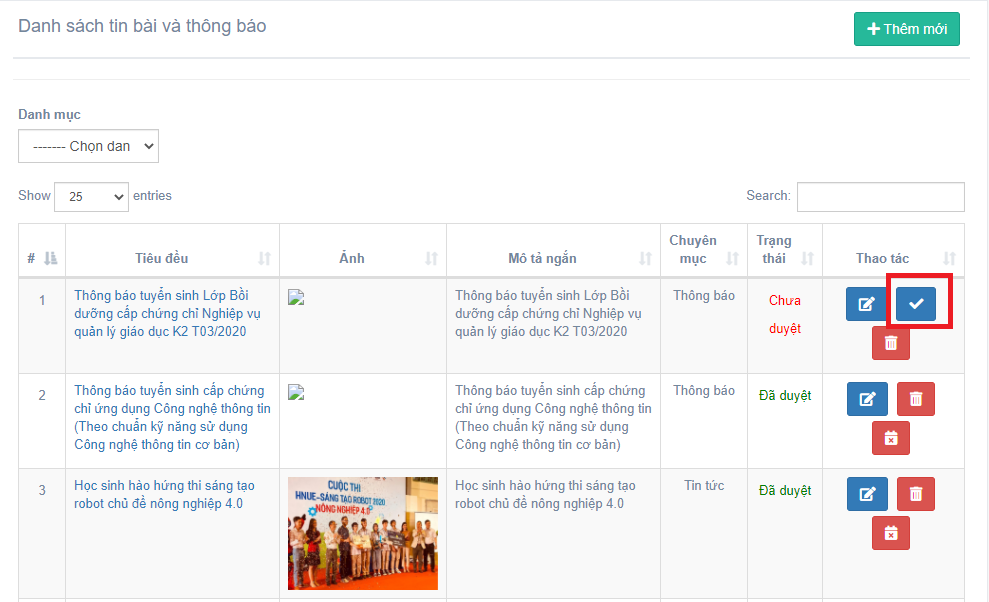 Danh sách tin bài và thông báo
Thêm mới
Danh mục
------- Chọn dan
Show 25 entries
Search:
#
Tiêu đều
Ảnh
Mô tả ngắn
Chuyên
mục
Trạng
thái
Thao tác
1
Thông báo tuyển sinh Lớp Bồi
dưỡng cấp chứng chỉ Nghiệp vụ
quản lý giáo dục K2 T03/2020
Thông báo tuyển sinh Lớp Bồi
dưỡng cấp chứng chỉ Nghiệp vụ
quản lý giáo dục K2 T03/2020
Thông báo
Chưa
duyệt
2
Thông báo tuyển sinh cấp chứng
chỉ ứng dụng Công nghệ thông tin
(Theo chuẩn kỹ năng sử dụng
Công nghệ thông tin cơ bản)
Thông báo tuyển sinh cấp chứng
chỉ ứng dụng Công nghệ thông tin
(Theo chuẩn kỹ năng sử dụng
Công nghệ thông tin cơ bản)
Thông báo
Đã duyệt
3
Học sinh hào hứng thi sáng tạo
robot chủ đề nông nghiệp 4.0
CUỘC THI
HNUE-SÁNG TẠO ROBOT 2020
NÔNG NGHIỆP 4.0
Học sinh hào hứng thi sáng tạo
robot chủ đề nông nghiệp 4.0
Tin tức
Đã duyệt